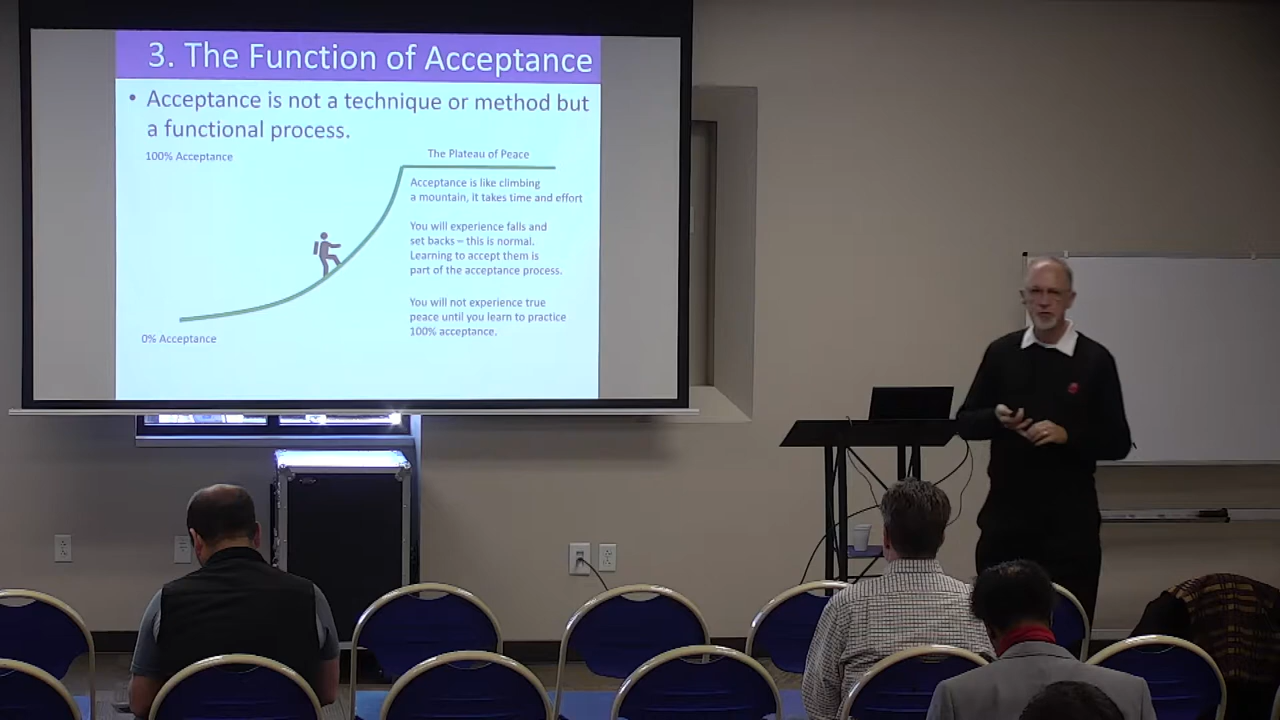 3. The Function of Acceptance
• Acceptance is not a technique or method but
a functional process.
100% Acceptance
The Plateau of Peace
Acceptance is like climbing
a mountain, it takes time and effort
You will experience falls and
set backs – this is normal.
Learning to accept them is
part of the acceptance process.
You will not experience true
peace until you learn to practice
100% acceptance.
0% Acceptance